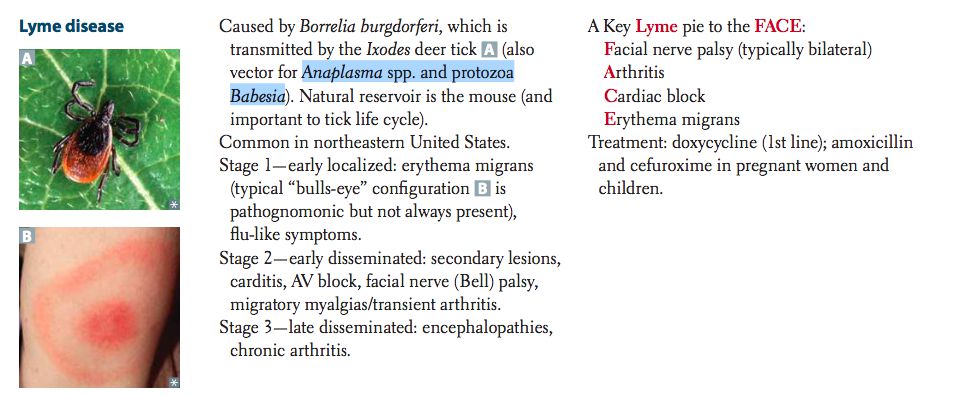 Lyme disease
A
B
Caused by Borrelia burgdorferi, which is
transmitted by the Ixodes deer tick A (also
vector for Anaplasma spp. and protozoa
Babesia). Natural reservoir is the mouse (and
important to tick life cycle).
Common in northeastern United States.
Stage 1—early localized: erythema migrans
(typical “bulls-eye” configuration B is
pathognomonic but not always present),
flu-like symptoms.
Stage 2—early disseminated: secondary lesions,
carditis, AV block, facial nerve (Bell) palsy,
migratory myalgias/transient arthritis.
Stage 3—late disseminated: encephalopathies,
chronic arthritis.
A Key Lyme pie to the FACE:
Facial nerve palsy (typically bilateral)
Arthritis
Cardiac block
Erythema migrans
Treatment: doxycycline (1st line); amoxicillin
and cefuroxime in pregnant women and
children.